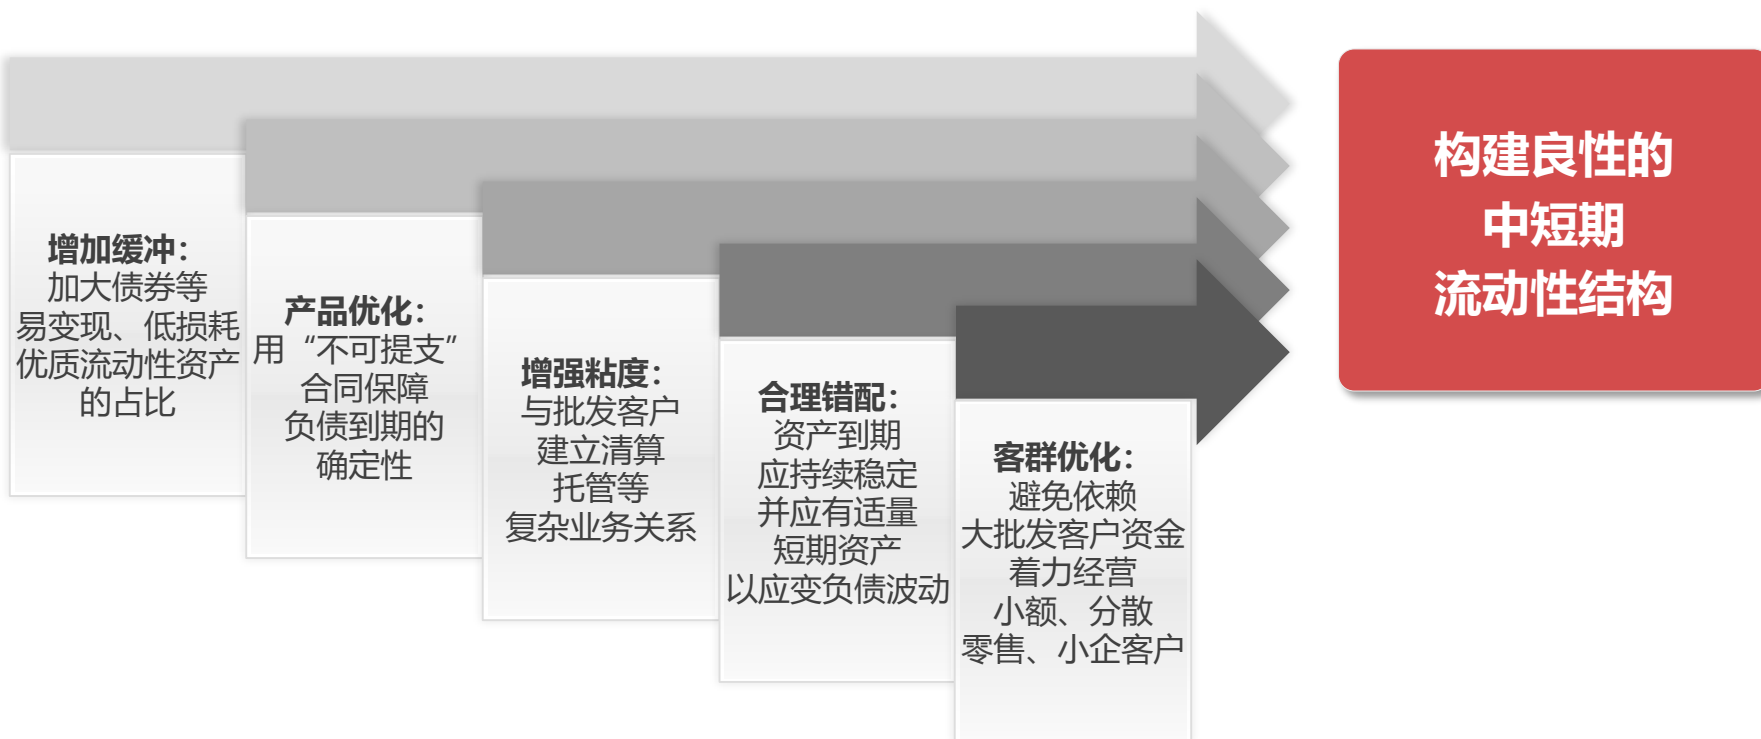 增加缓冲：
加大债券等
易变现、低损耗
优质流动性资产
的占比
产品优化：
用“不可提支”
合同保障
负债到期的
确定性
增强粘度：
与批发客户
建立清算
托管等
复杂业务关系
合理错配：
资产到期
应持续稳定
并应有适量
短期资产
以应变负债波动
客群优化：
避免依赖
大批发客户资金
着力经营
小额、分散
零售、小企客户
构建良性的
中短期
流动性结构